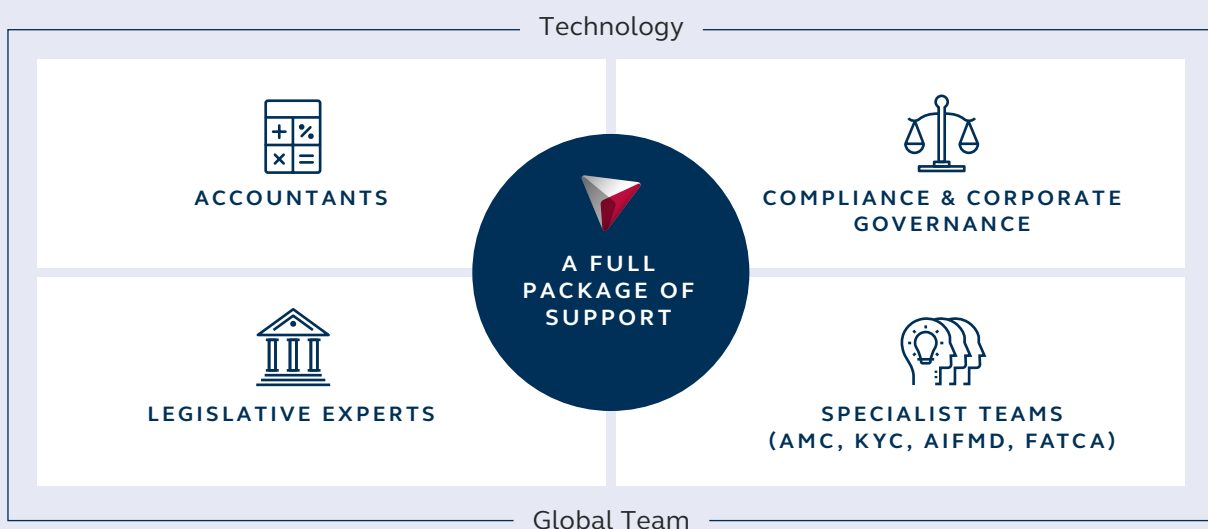 Technology
ACCOUNTANTS
COMPLIANCE & CORPORATE
GOVERNANCE
A FULL
PACKAGE OF
SUPPORT
LEGISLATIVE EXPERTS
SPECIALIST TEAMS
(AMC, KYC, AIFMD, FATCA)
Global Team